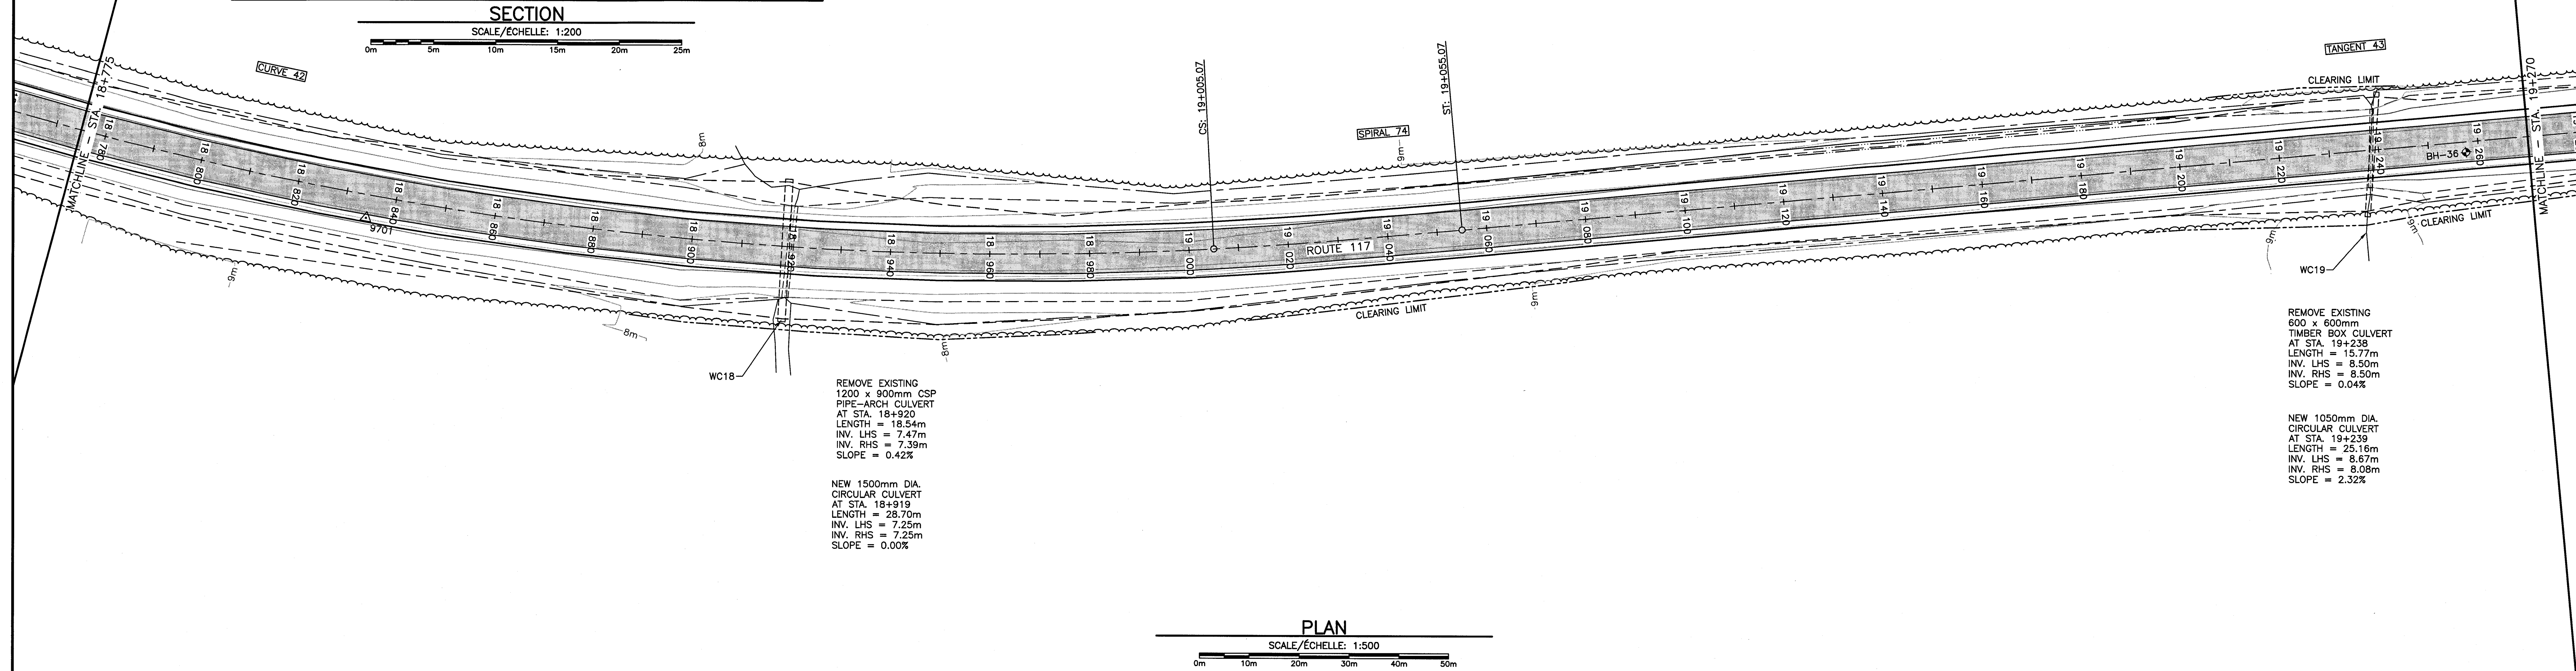 SECTION
SCALE/ÉCHELLE: 1:200
0m 5m 10m 15m 20m 25m
CURVE 42
TANGENT 43
CLEARING LIMIT
MATCHLINE - STA. 18+775
CS: 19+005.07
ST: 19+055.07
SPIRAL 74
MATCHLINE - STA. 19+270
8m
9m
18 780
18 800
18 820
18 840
18 860
18 880
18 900
18 920
18 940
18 960
18 980
19 000
19 020
19 040
19 060
19 080
19 100
19 120
19 140
19 160
19 180
19 200
19 220
19 240
19 260
9701
ROUTE 117
BH-36
9m
8m
8m
9m
9m
9m
CLEARING LIMIT
CLEARING LIMIT
WC18
WC19
REMOVE EXISTING
1200 x 900mm CSP
PIPE-ARCH CULVERT
AT STA. 18+920
LENGTH = 18.54m
INV. LHS = 7.47m
INV. RHS = 7.39m
SLOPE = 0.42%
NEW 1500mm DIA.
CIRCULAR CULVERT
AT STA. 18+919
LENGTH = 28.70m
INV. LHS = 7.25m
INV. RHS = 7.25m
SLOPE = 0.00%
REMOVE EXISTING
600 x 600mm
TIMBER BOX CULVERT
AT STA. 19+238
LENGTH = 15.77m
INV. LHS = 8.50m
INV. RHS = 8.50m
SLOPE = 0.04%
NEW 1050mm DIA.
CIRCULAR CULVERT
AT STA. 19+239
LENGTH = 25.16m
INV. LHS = 8.67m
INV. RHS = 8.08m
SLOPE = 2.32%
PLAN
SCALE/ÉCHELLE: 1:500
0m 10m 20m 30m 40m 50m